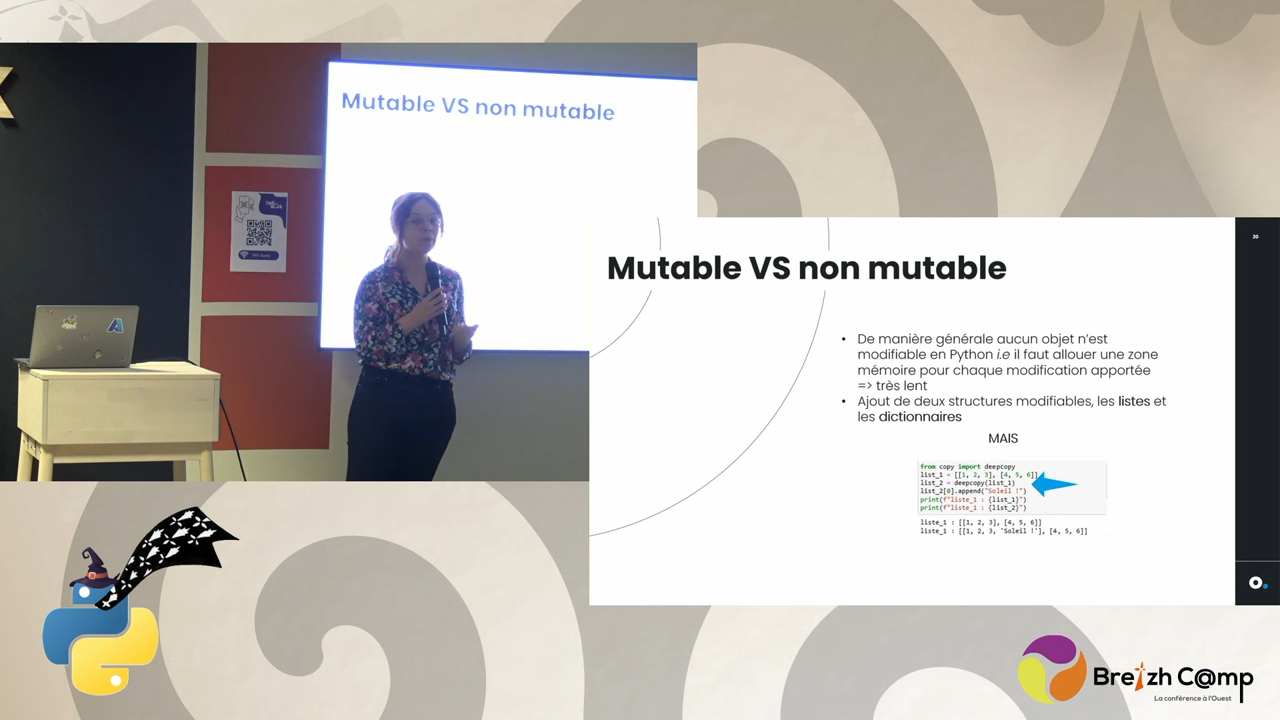 Mutable VS non mutable
hello
work
20
Mutable VS non mutable
• De manière générale aucun objet n'est
modifiable en Python i.e il faut allouer une zone
mémoire pour chaque modification apportée
=> très lent
• Ajout de deux structures modifiables, les listes et
les dictionnaires
MAIS
from copy import deepcopy
list_1 = [[1, 2, 3], [4, 5, 6]]
list_2 = deepcopy(list_1)
list_2[0].append("Soleil !")
print(f"liste_1 : {list_1}")
print(f"liste_1 : {list_2}")
liste_1 : [[1, 2, 3], [4, 5, 6]]
liste_1 : [[1, 2, 3, 'Soleil !'], [4, 5, 6]]
o.
Breizh C@mp
La conférence à l'Ouest